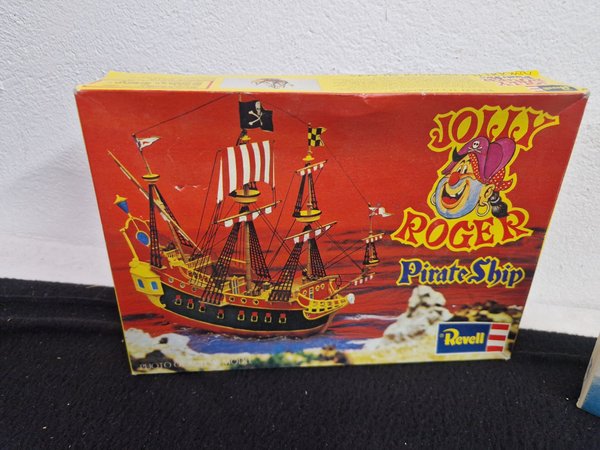 JOLLY
ROGER
Pirate Ship
Revell